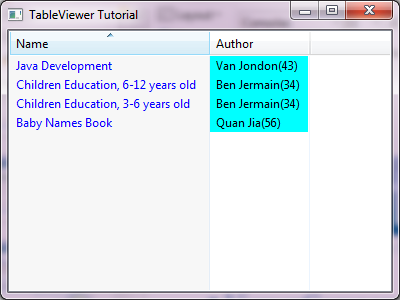 TableViewer Tutorial
Name Author
Java Development Van Jondon(43)
Children Education, 6-12 years old Ben Jermain(34)
Children Education, 3-6 years old Ben Jermain(34)
Baby Names Book Quan Jia(56)